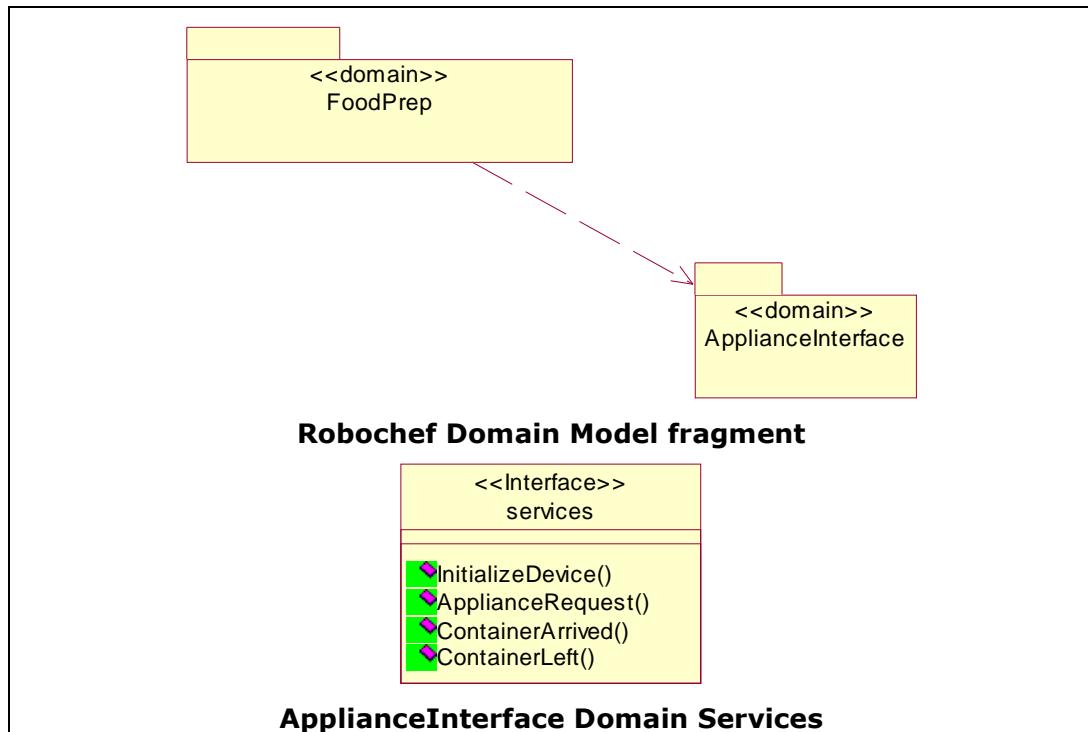 <<domain>>
FoodPrep
<<domain>>
ApplianceInterface
Robochef Domain Model fragment
<<Interface>>
services
InitializeDevice()
ApplianceRequest()
ContainerArrived()
ContainerLeft()
ApplianceInterface Domain Services